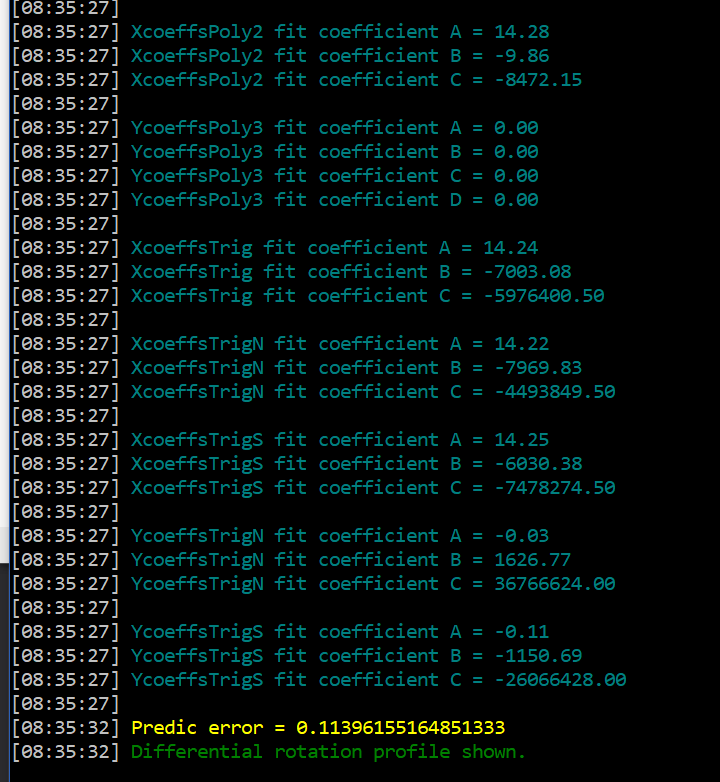 [08:35:27]
[08:35:27] XcoeffsPoly2 fit coefficient A = 14.28
[08:35:27] XcoeffsPoly2 fit coefficient B = -9.86
[08:35:27] XcoeffsPoly2 fit coefficient C = -8472.15
[08:35:27]
[08:35:27] YcoeffsPoly3 fit coefficient A = 0.00
[08:35:27] YcoeffsPoly3 fit coefficient B = 0.00
[08:35:27] YcoeffsPoly3 fit coefficient C = 0.00
[08:35:27] YcoeffsPoly3 fit coefficient D = 0.00
[08:35:27]
[08:35:27] XcoeffsTrig fit coefficient A = 14.24
[08:35:27] XcoeffsTrig fit coefficient B = -7003.08
[08:35:27] XcoeffsTrig fit coefficient C = -5976400.50
[08:35:27]
[08:35:27] XcoeffsTrigN fit coefficient A = 14.22
[08:35:27] XcoeffsTrigN fit coefficient B = -7969.83
[08:35:27] XcoeffsTrigN fit coefficient C = -4493849.50
[08:35:27]
[08:35:27] XcoeffsTrigS fit coefficient A = 14.25
[08:35:27] XcoeffsTrigS fit coefficient B = -6030.38
[08:35:27] XcoeffsTrigS fit coefficient C = -7478274.50
[08:35:27]
[08:35:27] YcoeffsTrigN fit coefficient A = -0.03
[08:35:27] YcoeffsTrigN fit coefficient B = 1626.77
[08:35:27] YcoeffsTrigN fit coefficient C = 36766624.00
[08:35:27]
[08:35:27] YcoeffsTrigS fit coefficient A = -0.11
[08:35:27] YcoeffsTrigS fit coefficient B = -1150.69
[08:35:27] YcoeffsTrigS fit coefficient C = -26066428.00
[08:35:27]
[08:35:32] Predic error = 0.11396155164851333
[08:35:32] Differential rotation profile shown.